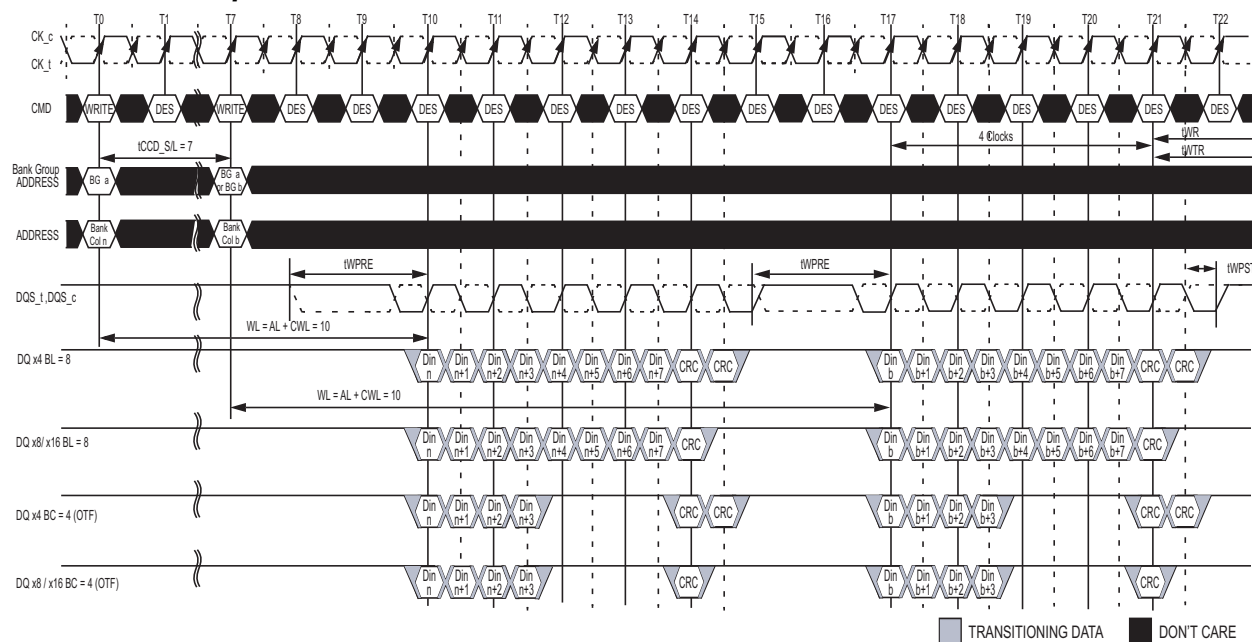 T0 T1 T7 T8 T9 T10 T11 T12 T13 T14 T15 T16 T17 T18 T19 T20 T21 T22
CK_c
CK_t
CMD WRITE DES WRITE DES DES DES DES DES DES DES DES DES DES DES DES DES DES DES
tCCD_S/L = 7
4 Clocks
tWR
tWTR
Bank Group
ADDRESS
BG a
BG a
or BG b
ADDRESS
Bank
Col n
Bank
Col b
tWPRE
tWPRE
tWPST
DQS_t ,DQS_c
WL = AL + CWL = 10
DQ x4 BL = 8
Din Din Din Din Din Din Din Din Din Din Din Din Din Din Din Din
n n+1 n+2 n+3 n+4 n+5 n+6 n+7 CRC CRC b b+1 b+2 b+3 b+4 b+5 b+6 b+7 CRC CRC
WL = AL + CWL = 10
DQ x8/ x16 BL = 8
Din Din Din Din Din Din Din Din Din Din Din Din Din Din Din Din
n n+1 n+2 n+3 n+4 n+5 n+6 n+7 CRC b b+1 b+2 b+3 b+4 b+5 b+6 b+7 CRC
DQ x4 BC = 4 (OTF)
Din Din Din Din Din Din Din Din
n n+1 n+2 n+3 CRC CRC b b+1 b+2 b+3 CRC CRC
DQ x8 / x16 BC = 4 (OTF)
Din Din Din Din Din Din Din Din
n n+1 n+2 n+3 CRC b b+1 b+2 b+3 CRC
TRANSITIONING DATA
DON'T CARE